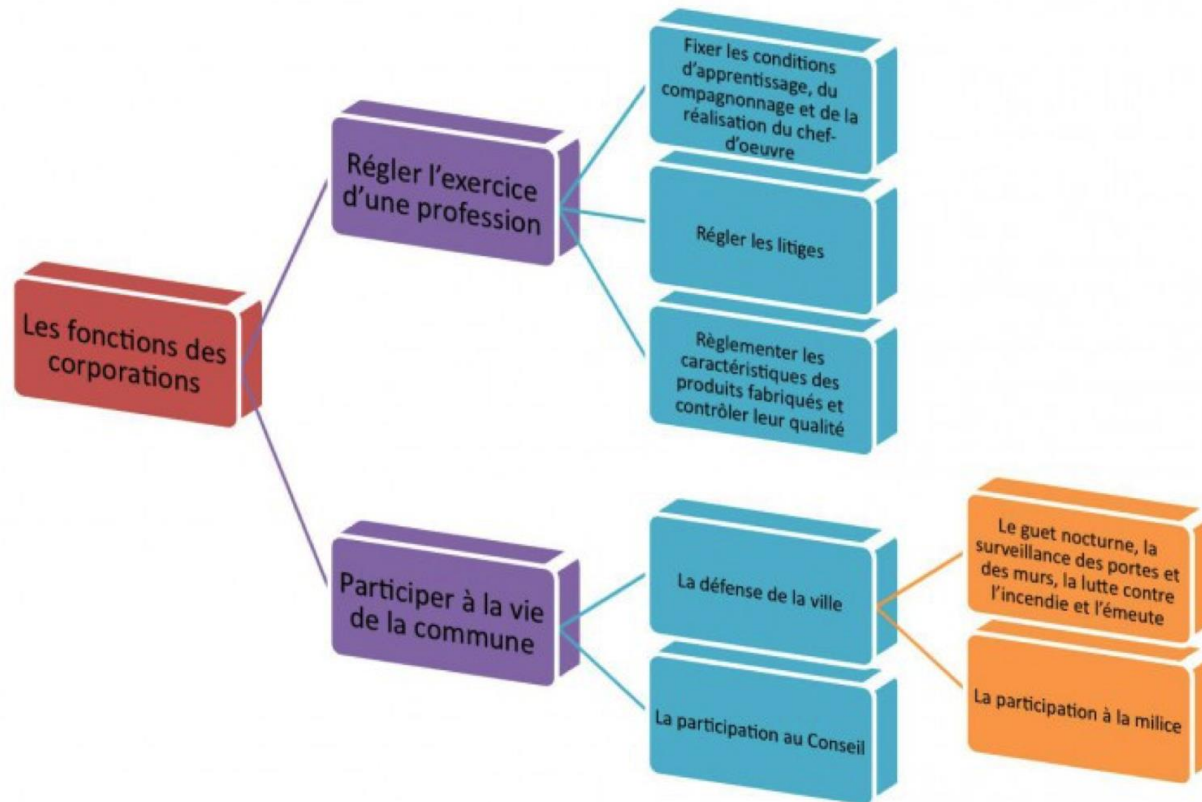 Les fonctions des
corporations
Régler l’exercice
d’une profession
Fixer les conditions
d’apprentissage, du
compagnonnage et de la
réalisation du chef-
d’oeuvre
Régler les litiges
Règlementer les
caractéristiques des
produits fabriqués et
contrôler leur qualité
Participer à la vie
de la commune
La défense de la ville
Le guet nocturne, la
surveillance des portes et
des murs, la lutte contre
l’incendie et l’émeute
La participation à la milice
La participation au Conseil